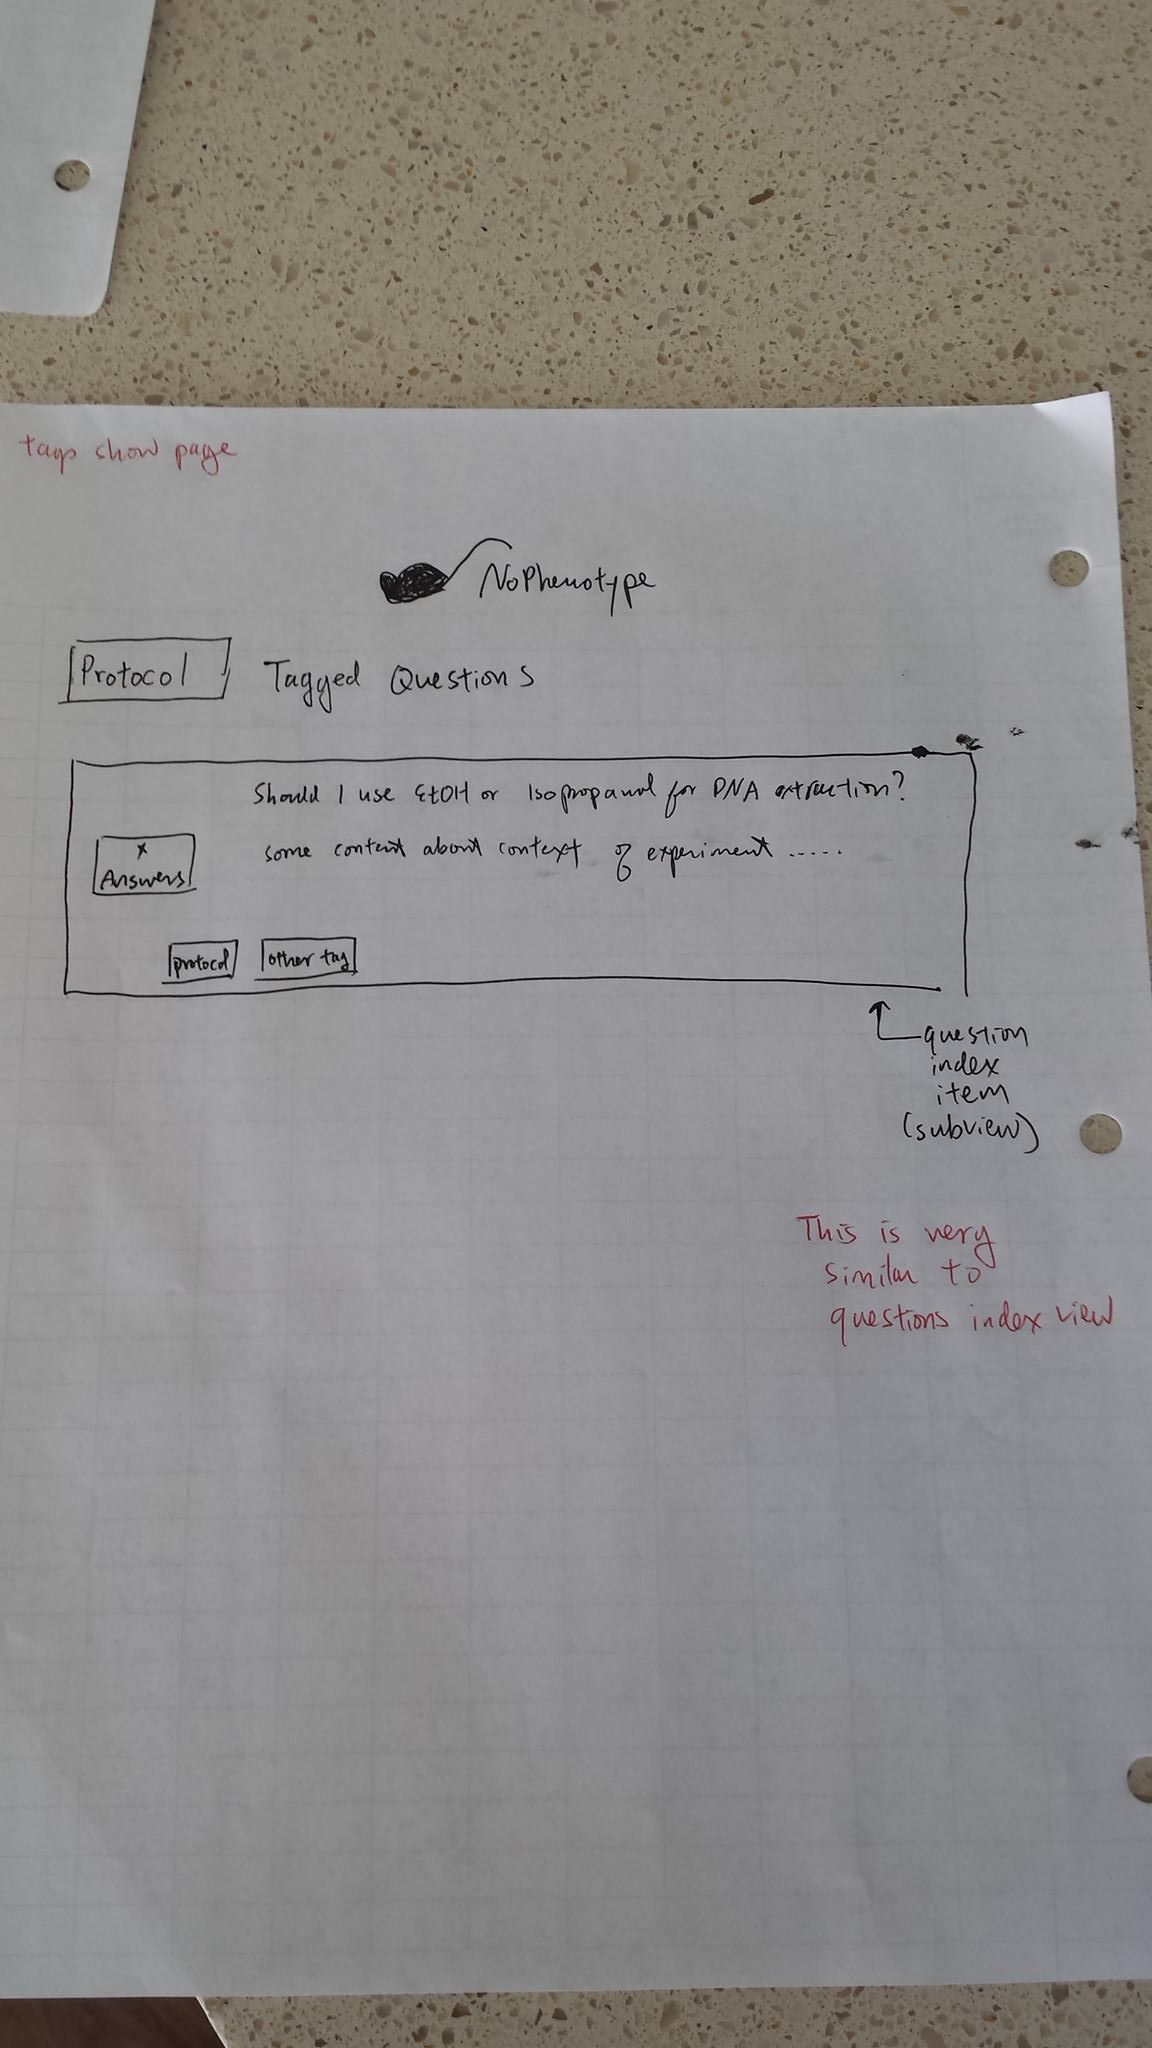 tags show page
NoPhenotype
Protocol Tagged Questions
Should I use EtOH or Isopropanol for DNA extraction?
some content about context of experiment .....
x
Answers
protocol other tag
question
index
item
(subview)
This is very
similar to
questions index view